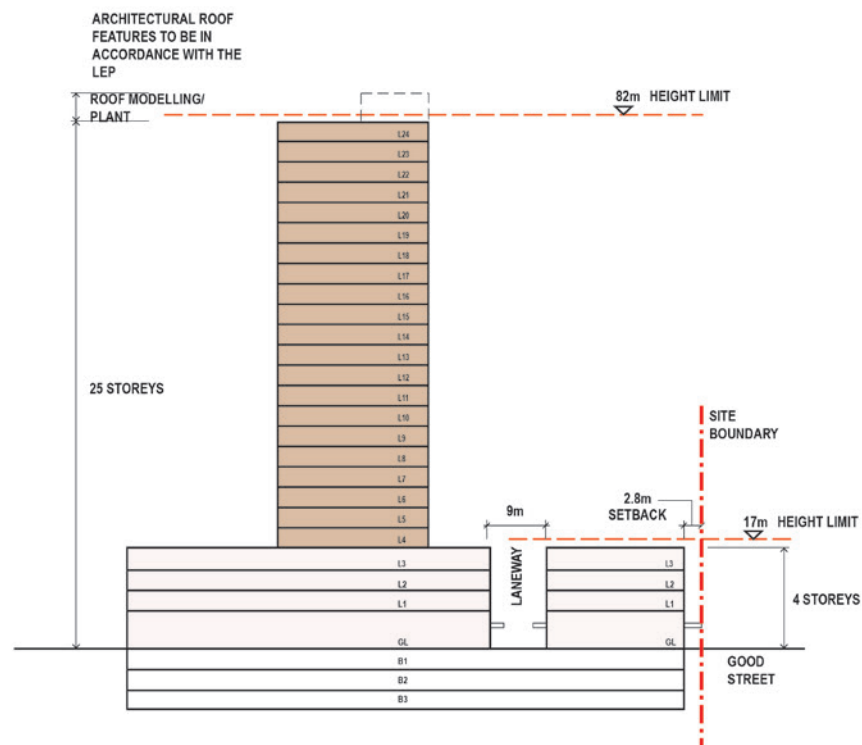 ARCHITECTURAL ROOF
FEATURES TO BE IN
ACCORDANCE WITH THE
LEP
ROOF MODELLING/
PLANT
82m HEIGHT LIMIT
L24
L23
L22
L21
L20
L19
L18
L17
L16
L15
L14
L13
L12
L11
L10
L9
L8
L7
L6
L5
L4
25 STOREYS
SITE
BOUNDARY
9m
2.8m
SETBACK
17m HEIGHT LIMIT
LANEWAY
L3
L2
L1
GL
L3
L2
L1
GL
4 STOREYS
B1
B2
B3
GOOD
STREET